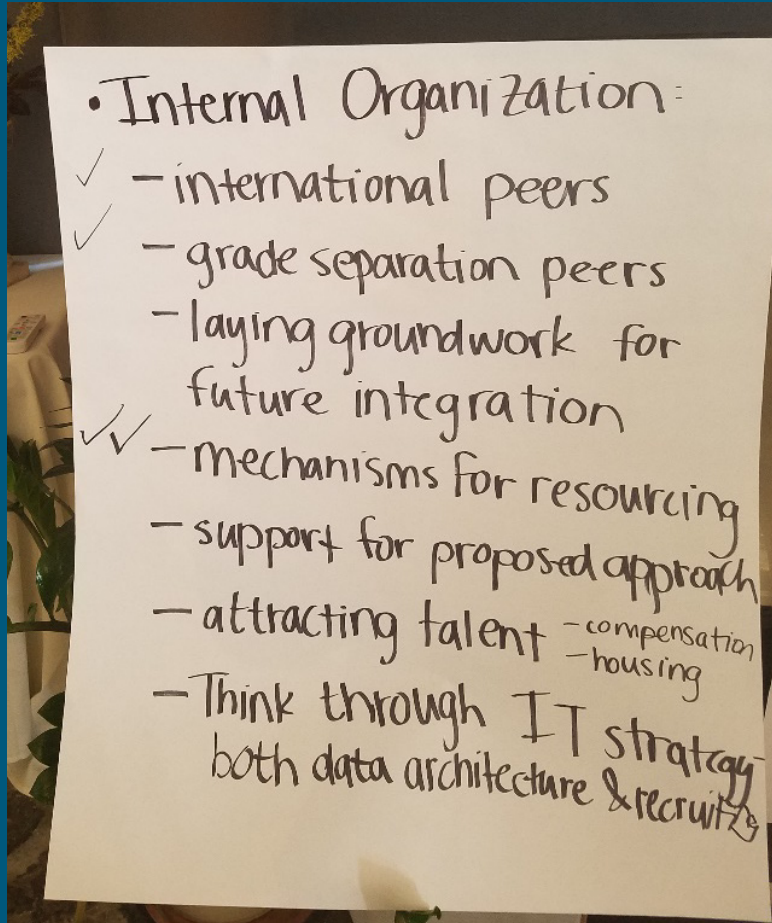 • Internal Organization:
✓ – international peers
✓ – grade separation peers
– laying groundwork for
future integration
✓✓ – mechanisms for resourcing
– support for proposed approach
– attracting talent – compensation
– housing
– Think through IT strategy
both data architecture & recruiting